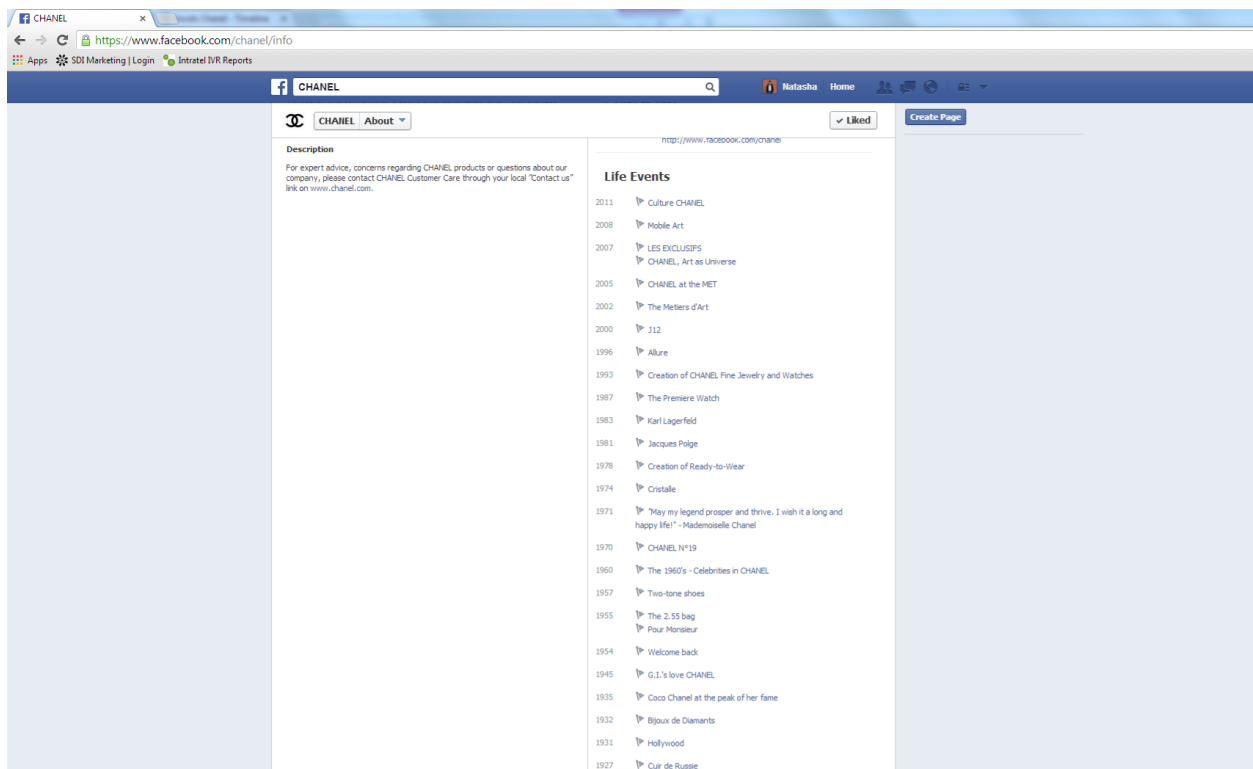 CHANEL
https://www.facebook.com/chanel/info
Apps SDI Marketing | Login Intratel IVR Reports
CHANEL Natasha Home
CHANEL About Liked Create Page
http://www.facebook.com/chanel
Description
For expert advice, concerns regarding CHANEL products or questions about our
company, please contact CHANEL Customer Care through your local "Contact us"
link on www.chanel.com.
Life Events
2011 Culture CHANEL
2008 Mobile Art
2007 LES EXCLUSIFS
CHANEL, Art as Universe
2005 CHANEL at the MET
2002 The Metiers d'Art
2000 J12
1996 Allure
1993 Creation of CHANEL Fine Jewelry and Watches
1987 The Premiere Watch
1983 Karl Lagerfeld
1981 Jacques Polge
1978 Creation of Ready-to-Wear
1974 Cristalle
1971 "May my legend prosper and thrive. I wish it a long and
happy life!" - Mademoiselle Chanel
1970 CHANEL N°19
1960 The 1960's - Celebrities in CHANEL
1957 Two-tone shoes
1955 The 2.55 bag
Pour Monsieur
1954 Welcome back
1945 G.I.'s love CHANEL
1935 Coco Chanel at the peak of her fame
1932 Bijoux de Diamants
1931 Hollywood
1927 Cuir de Russie